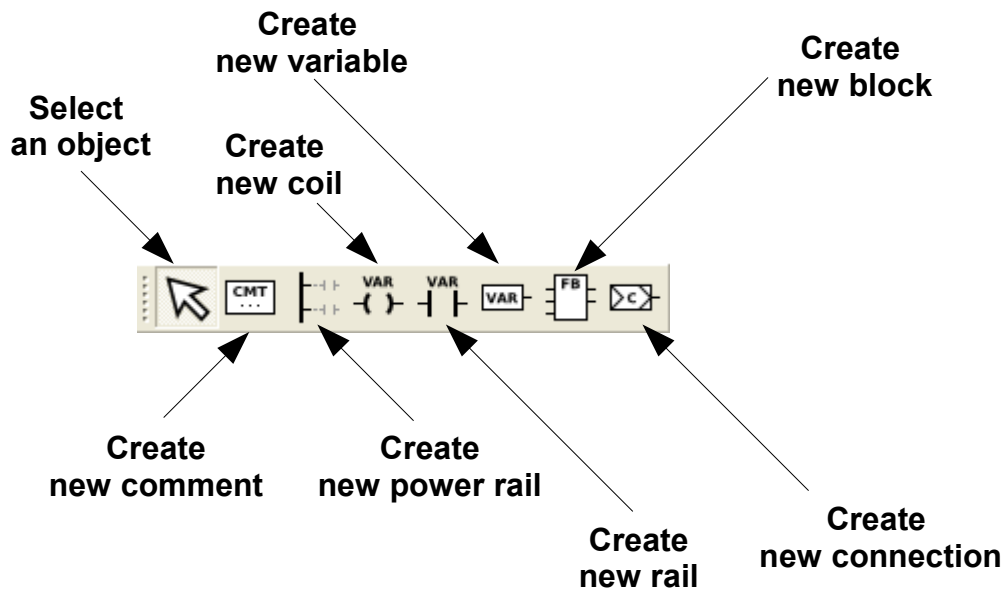 Create
new variable
Create
new block
Select
an object
Create
new coil
CMT
...
VAR
VAR
VAR
FB
C
Create
new comment
Create
new power rail
Create
new rail
Create
new connection